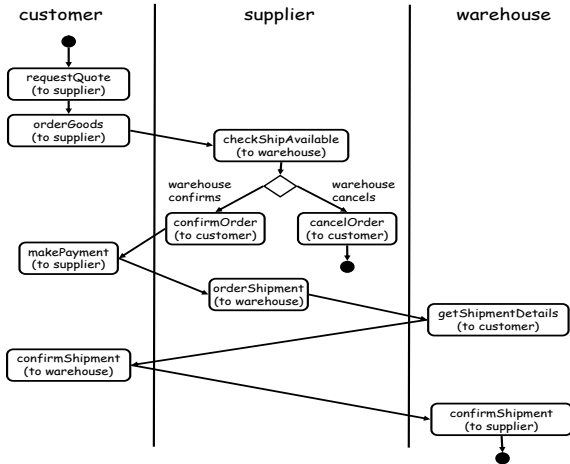 customer
supplier
warehouse
requestQuote
(to supplier)
orderGoods
(to supplier)
checkShipAvailable
(to warehouse)
warehouse
confirms
warehouse
cancels
confirmOrder
(to customer)
cancelOrder
(to customer)
makePayment
(to supplier)
orderShipment
(to warehouse)
getShipmentDetails
(to customer)
confirmShipment
(to warehouse)
confirmShipment
(to supplier)